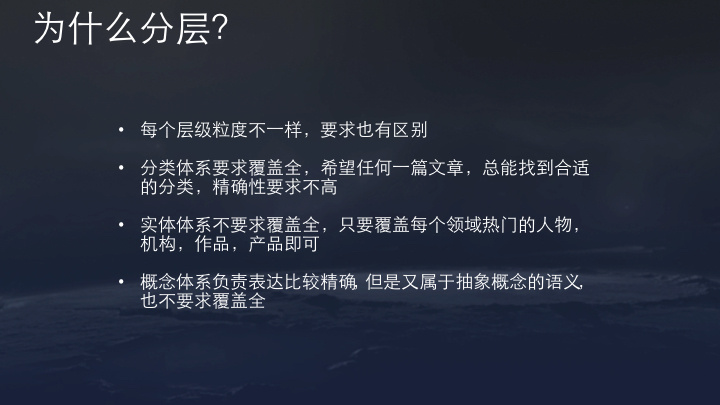 为什么分层?
• 每个层级粒度不一样，要求也有区别
• 分类体系要求覆盖全，希望任何一篇文章，总能找到合适
的分类，精确性要求不高
• 实体体系不要求覆盖全，只要覆盖每个领域热门的人物，
机构，作品，产品即可
• 概念体系负责表达比较精确, 但是又属于抽象概念的语义,
也不要求覆盖全